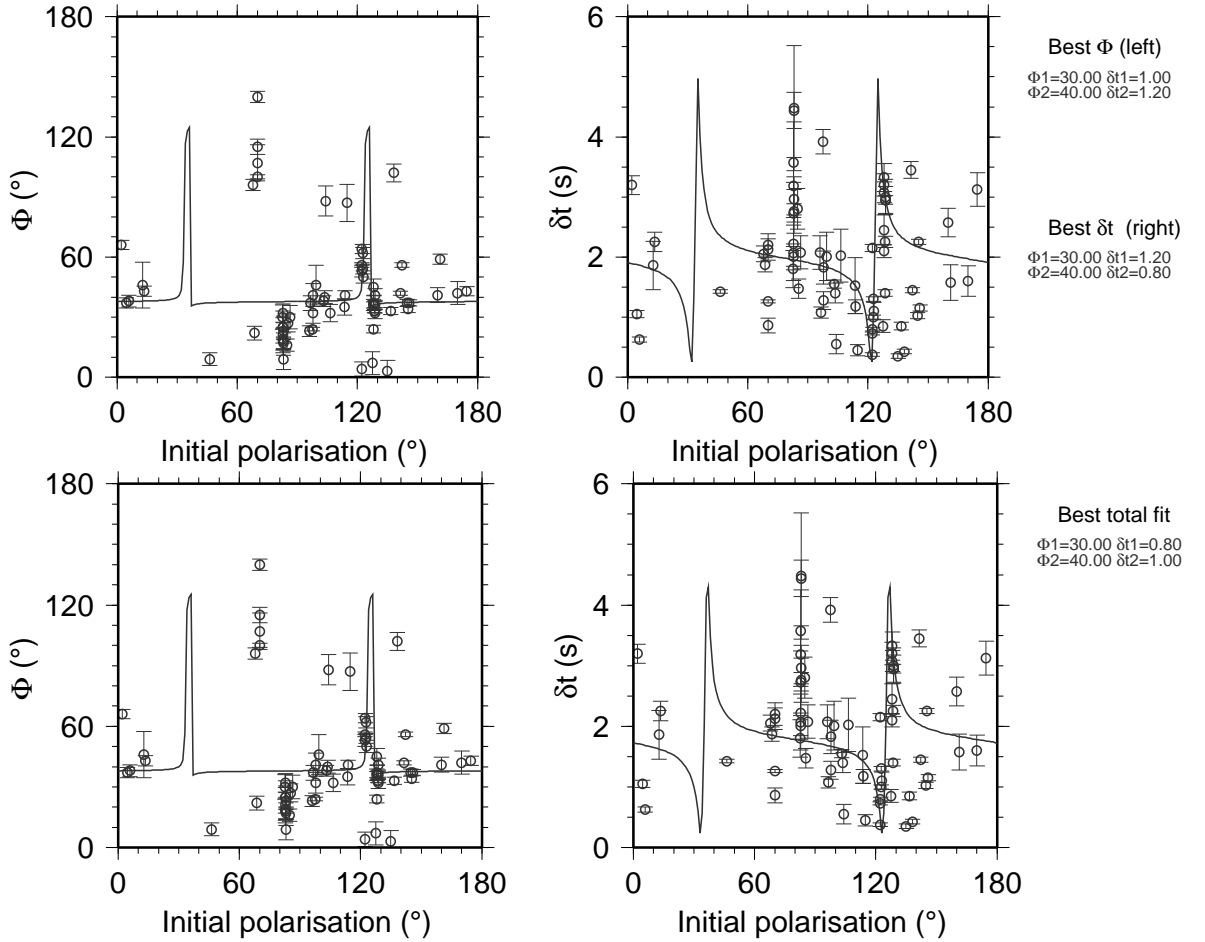 180
120
60
0
Φ (°)
0 60 120 180
Initial polarisation (°)
6
4
2
0
δt (s)
0 60 120 180
Initial polarisation (°)
Best Φ (left)
Φ1=30.00 δt1=1.00
Φ2=40.00 δt2=1.20
Best δt (right)
Φ1=30.00 δt1=1.20
Φ2=40.00 δt2=0.80
180
120
60
0
Φ (°)
0 60 120 180
Initial polarisation (°)
6
4
2
0
δt (s)
0 60 120 180
Initial polarisation (°)
Best total fit
Φ1=30.00 δt1=0.80
Φ2=40.00 δt2=1.00